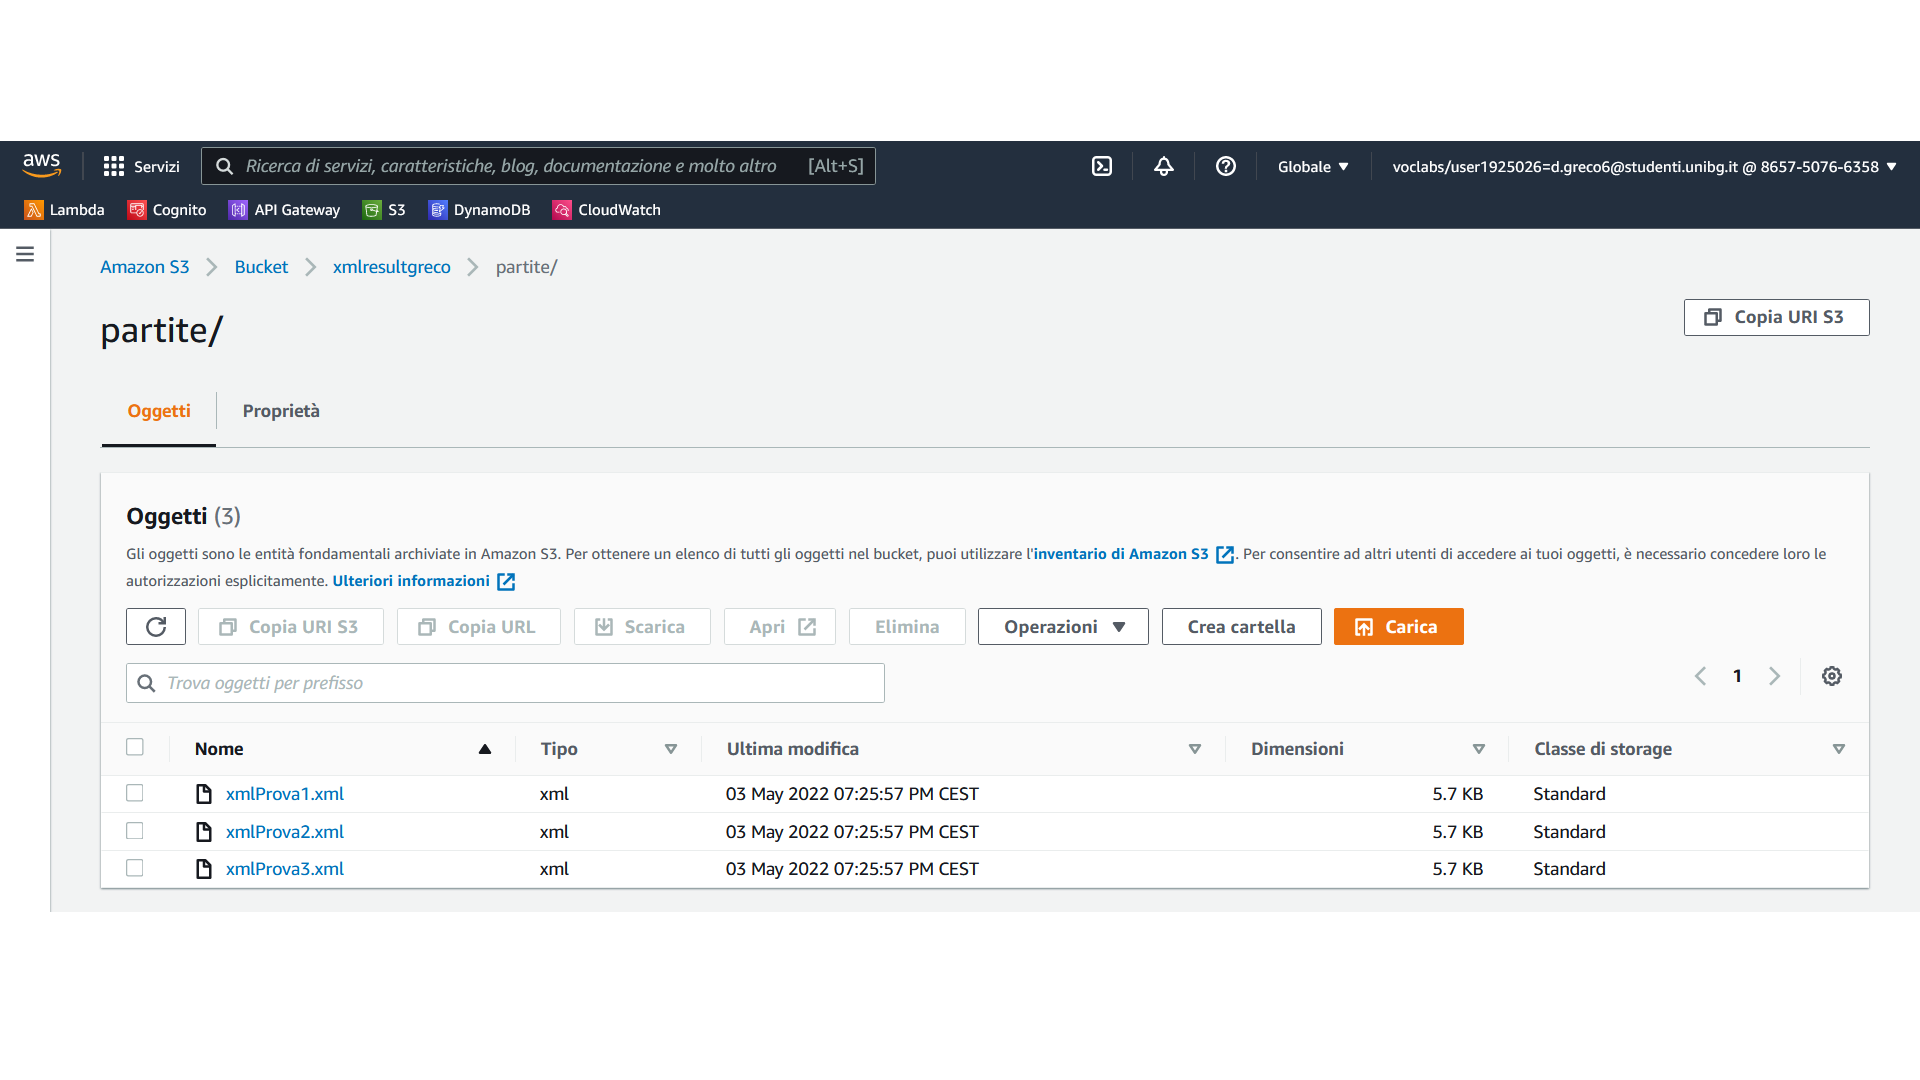 aws Servizi Ricerca di servizi, caratteristiche, blog, documentazione e molto altro [Alt+S] Globale voclabs/user1925026=d.greco6@studenti.unibg.it @ 8657-5076-6358
Lambda Cognito API Gateway S3 DynamoDB CloudWatch
Amazon S3 Bucket xmlresultgreco partite/
partite/
Copia URI S3
Oggetti Proprietà
Oggetti (3)
Gli oggetti sono le entità fondamentali archiviate in Amazon S3. Per ottenere un elenco di tutti gli oggetti nel bucket, puoi utilizzare l'inventario di Amazon S3. Per consentire ad altri utenti di accedere ai tuoi oggetti, è necessario concedere loro le
autorizzazioni esplicitamente. Ulteriori informazioni
Copia URI S3 Copia URL Scarica Apri Elimina Operazioni Crea cartella Carica
Trova oggetti per prefisso 1
Nome Tipo Ultima modifica Dimensioni Classe di storage
xmlProva1.xml xml 03 May 2022 07:25:57 PM CEST 5.7 KB Standard
xmlProva2.xml xml 03 May 2022 07:25:57 PM CEST 5.7 KB Standard
xmlProva3.xml xml 03 May 2022 07:25:57 PM CEST 5.7 KB Standard